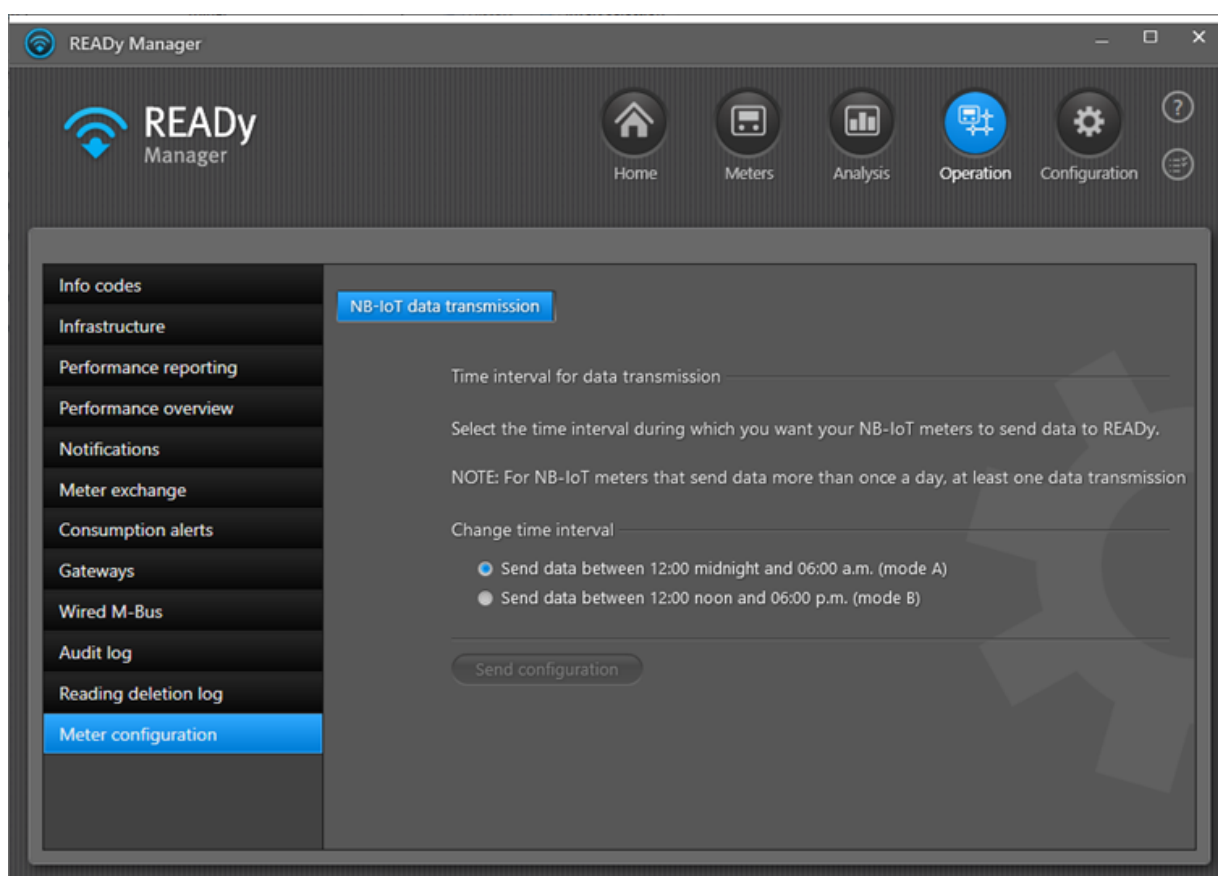 READy Manager
READy
Manager
Home
Meters
Analysis
Operation
Configuration
?
Info codes
Infrastructure
Performance reporting
Performance overview
Notifications
Meter exchange
Consumption alerts
Gateways
Wired M-Bus
Audit log
Reading deletion log
Meter configuration
NB-IoT data transmission
Time interval for data transmission
Select the time interval during which you want your NB-IoT meters to send data to READy.
NOTE: For NB-IoT meters that send data more than once a day, at least one data transmission
Change time interval
Send data between 12:00 midnight and 06:00 a.m. (mode A)
Send data between 12:00 noon and 06:00 p.m. (mode B)
Send configuration